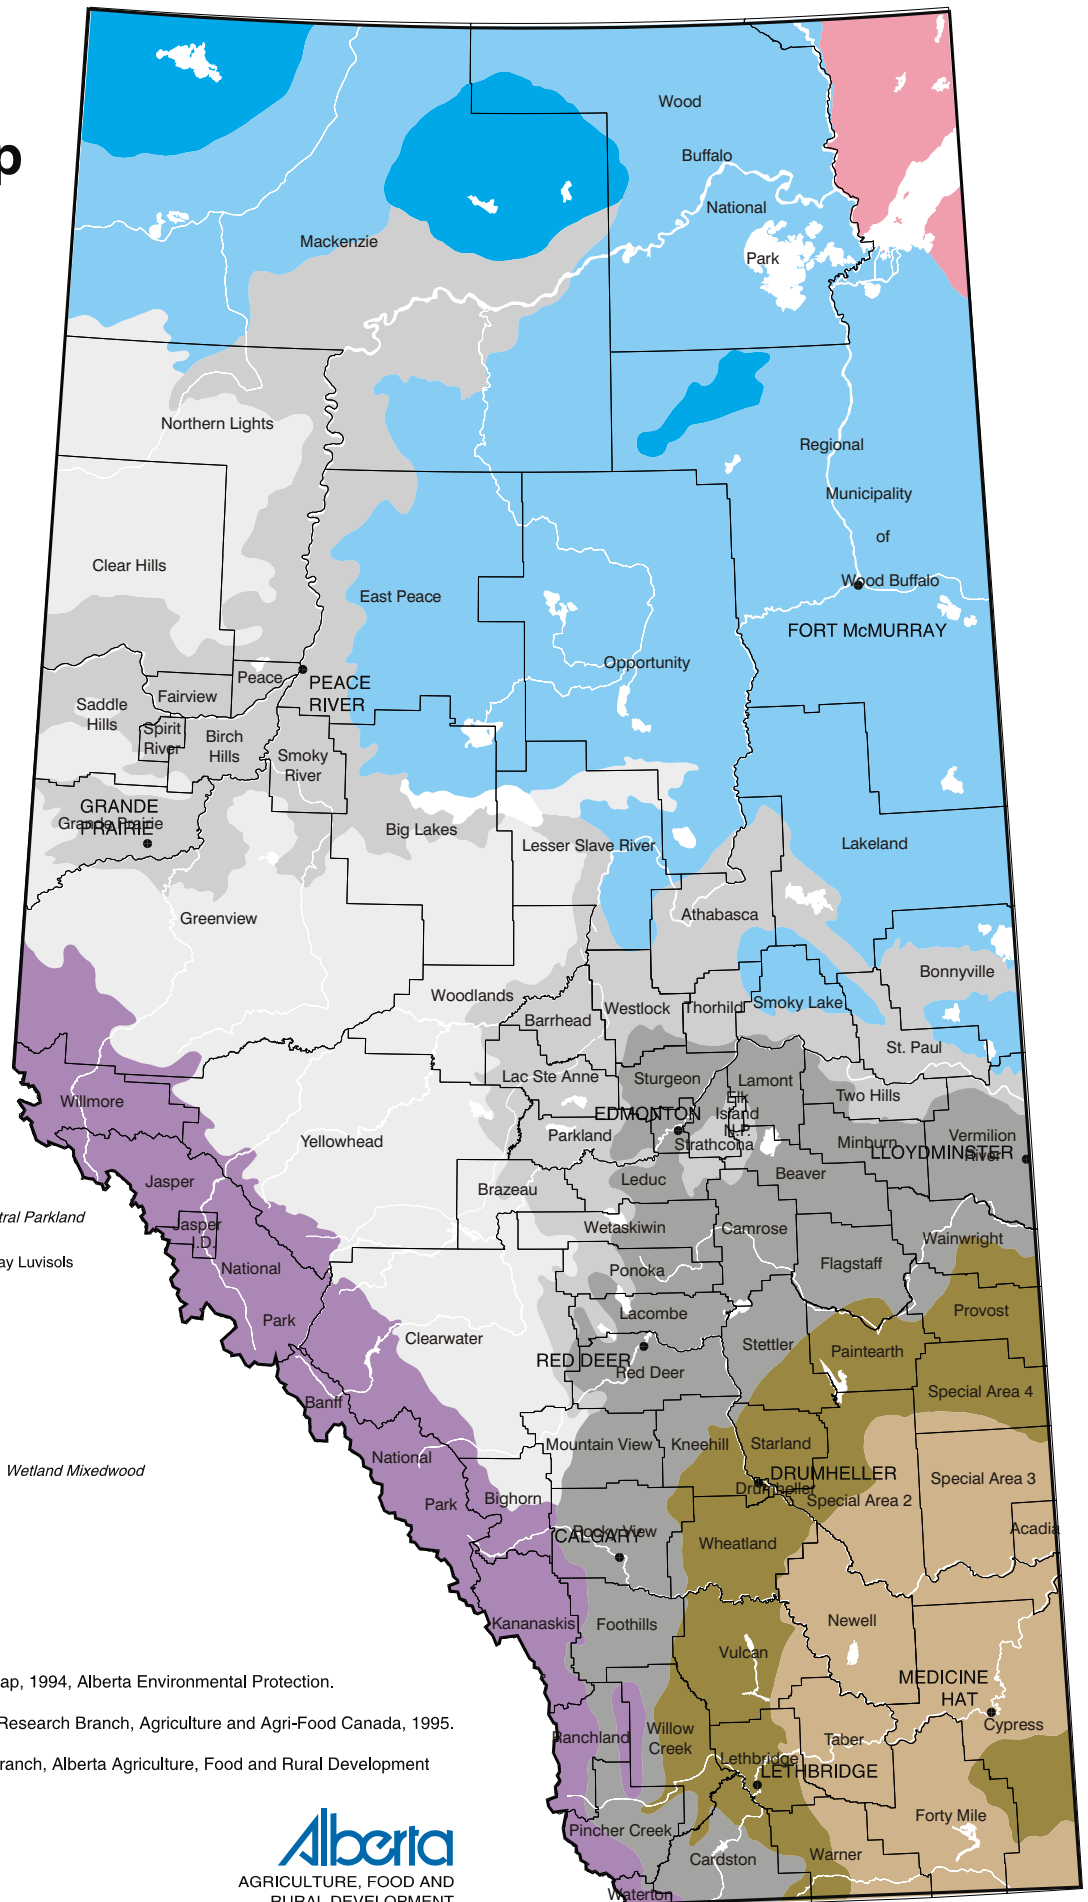 p
Wood
Buffalo
National
Park
Mackenzie
Northern Lights
Regional
Municipality
of
Wood Buffalo
FORT McMURRAY
Clear Hills
East Peace
Opportunity
Peace
PEACE
RIVER
Fairview
Saddle
Hills
Spirit
River
Birch
Hills
Smoky
River
GRANDE
PRAIRIE
Grande Prairie
Big Lakes
Lesser Slave River
Lakeland
Greenview
Athabasca
Bonnyville
Woodlands
Westlock
Thorhild
Smoky Lake
Barrhead
St. Paul
Lac Ste Anne
Sturgeon
Lamont
Two Hills
Willmore
EDMONTON
Elk
Island
N.P.
Yellowhead
Parkland
Strathcona
Minburn
Vermilion
River
LLOYDMINSTER
Jasper
Brazeau
Leduc
Beaver
tral Parkland
Jasper
I.D.
Wetaskiwin
Camrose
Wainwright
ay Luvisols
National
Ponoka
Flagstaff
Park
Lacombe
Provost
Clearwater
Stettler
Paintearth
RED DEER
Red Deer
Special Area 4
Banff
National
Mountain View
Kneehill
Starland
Wetland Mixedwood
DRUMHELLER
Drumheller
Special Area 3
Park
Bighorn
Special Area 2
Acadia
Rocky View
CALGARY
Wheatland
Kananaskis
Foothills
Newell
Vulcan
ap, 1994, Alberta Environmental Protection.
MEDICINE
HAT
Research Branch, Agriculture and Agri-Food Canada, 1995.
Cypress
Ranchland
Willow
Creek
Taber
ranch, Alberta Agriculture, Food and Rural Development
Lethbridge
LETHBRIDGE
Forty Mile
Pincher Creek
Alberta
Cardston
Warner
AGRICULTURE, FOOD AND
RURAL DEVELOPMENT
Waterton